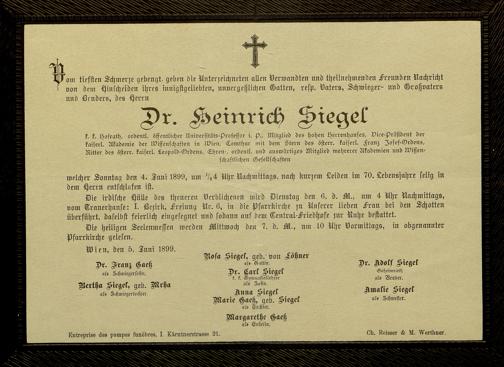 Vom tiefsten Schmerze gebeugt, geben die Unterzeichneten allen Verwandten und theilnehmenden Freunden Nachricht
von dem Hinscheiden ihres innigstgeliebten, unvergeßlichen Gatten, resp. Vaters, Schwieger- und Großvaters
und Bruders, des Herrn
Dr. Heinrich Siegel
k. k. Hofrath, ordentl. öffentlicher Universitäts-Professor i. P., Mitglied des hohen Herrenhauses, Vice-Präsident der
kaiserl. Akademie der Wissenschaften in Wien, Comthur mit dem Stern des österr. kaiserl. Franz Josef-Ordens,
Ritter des österr. kaiserl. Leopold-Ordens, Ehren-, ordentl. und auswärtiges Mitglied mehrerer Akademien und Wissen-
schaftlichen Gesellschaften
welcher Sonntag den 4. Juni 1899, um 1/4 4 Uhr Nachmittags, nach kurzem Leiden im 70. Lebensjahre selig in
dem Herrn entschlafen ist.
Die irdische Hülle des theueren Verblichenen wird Dienstag den 6. d. M., um 4 Uhr Nachmittags,
vom Trauerhause: I. Bezirk, Freiung Nr. 6, in die Pfarrkirche zu Unserer lieben Frau bei den Schotten
überführt, daselbst feierlich eingesegnet und sodann auf dem Central-Friedhofe zur Ruhe bestattet.
Die heiligen Seelenmessen werden Mittwoch den 7. d. M., um 10 Uhr Vormittags, in obgenannter
Pfarrkirche gelesen.
Wien, den 5. Juni 1899.
Rosa Siegel, geb. von Löhner
als Gattin.
Dr. Franz Gaeß
als Schwiegersohn.
Dr. Carl Siegel
k. k. Gymnasiallehrer
als Sohn.
Dr. Adolf Siegel
Geheimrath
als Bruder.
Bertha Siegel, geb.
als Schwiegertochter.
Anna Siegel
Marie Gaeß, geb. Siegel
als Töchter.
Amalie Siegel
als Schwester.
Margarethe Gaeß
als Enkelin.
Entreprise des pompes funèbres, I. Kärntnerstrasse 21.
Ch. Reisser & M. Werthner.